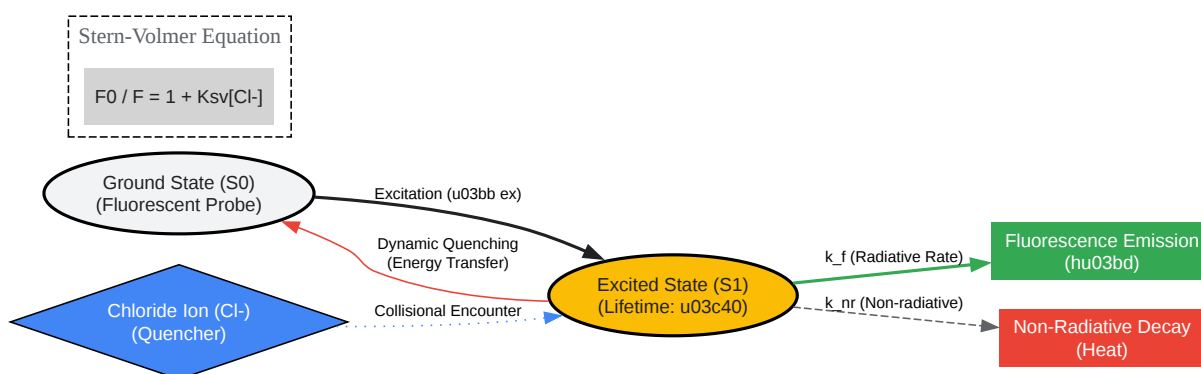 Stern-Volmer Equation
F0 / F = 1 + Ksv[Cl-]
Ground State (S0)
(Fluorescent Probe)
Excitation (u03bb ex)
Dynamic Quenching
(Energy Transfer)
Chloride Ion (Cl-)
(Quencher)
Collisional Encounter
Excited State (S1)
(Lifetime: u03c40)
k_f (Radiative Rate)
k_nr (Non-radiative)
Fluorescence Emission
(hu03bd)
Non-Radiative Decay
(Heat)